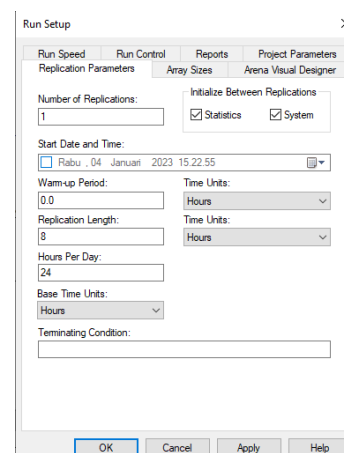 Run Setup
Run Speed Run Control Reports Project Parameters
Replication Parameters Array Sizes Arena Visual Designer
Number of Replications:
1
Initialize Between Replications
Statistics System
Start Date and Time:
Rabu , 04 Januari 2023 15.22.55
Warm-up Period: Time Units:
0.0 Hours
Replication Length: Time Units:
8 Hours
Hours Per Day:
24
Base Time Units:
Hours
Terminating Condition:
OK Cancel Apply Help